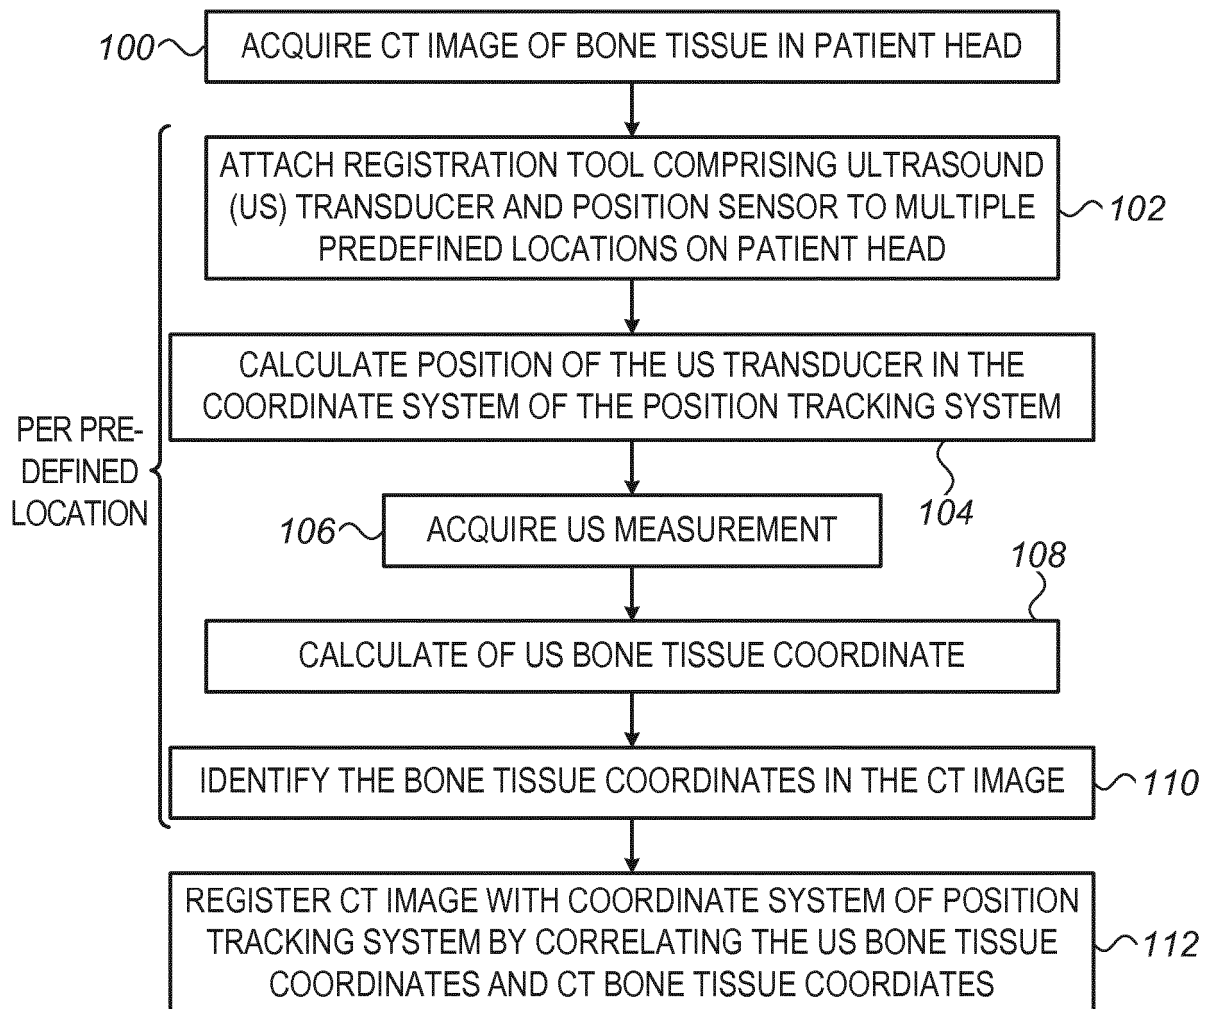 100
ACQUIRE CT IMAGE OF BONE TISSUE IN PATIENT HEAD
ATTACH REGISTRATION TOOL COMPRISING ULTRASOUND
(US) TRANSDUCER AND POSITION SENSOR TO MULTIPLE
PREDEFINED LOCATIONS ON PATIENT HEAD
102
CALCULATE POSITION OF THE US TRANSDUCER IN THE
COORDINATE SYSTEM OF THE POSITION TRACKING SYSTEM
104
PER PRE-
DEFINED
LOCATION
106
ACQUIRE US MEASUREMENT
108
CALCULATE OF US BONE TISSUE COORDINATE
IDENTIFY THE BONE TISSUE COORDINATES IN THE CT IMAGE
110
REGISTER CT IMAGE WITH COORDINATE SYSTEM OF POSITION
TRACKING SYSTEM BY CORRELATING THE US BONE TISSUE
COORDINATES AND CT BONE TISSUE COORDIATES
112